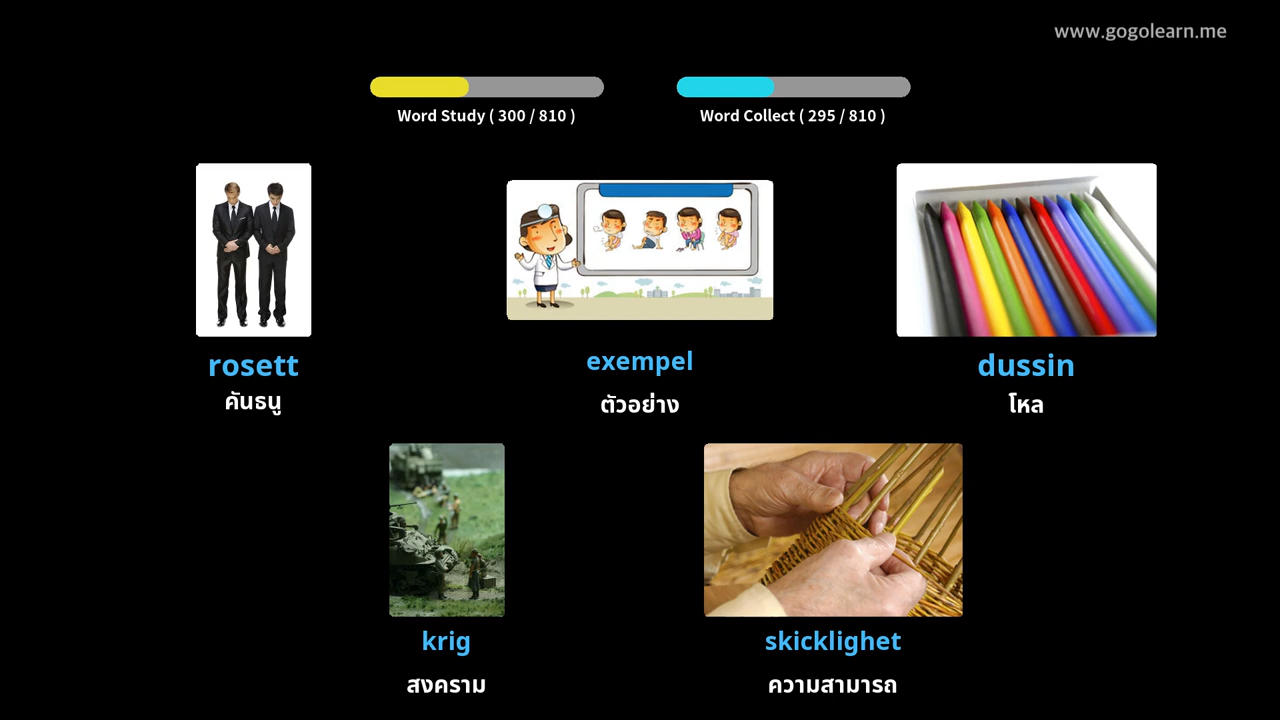 www.gogolearn.me
Word Study ( 300 / 810 )
Word Collect ( 295 / 810 )
rosett
คันธนู
exempel
ตัวอย่าง
dussin
โหล
krig
สงคราม
skicklighet
ความสามารถ